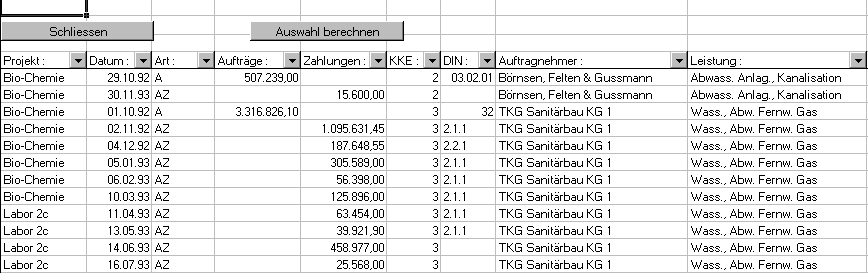 Schliessen Auswahl berechnen
Projekt : Datum : Art : Aufträge : Zahlungen : KKE : DIN : Auftragnehmer : Leistung :
Bio-Chemie 29.10.92 A 507.239,00 2 03.02.01 Börnsen, Felten & Gussmann Abwass. Anlag., Kanalisation
Bio-Chemie 30.11.93 AZ 15.600,00 2 Börnsen, Felten & Gussmann Abwass. Anlag., Kanalisation
Bio-Chemie 01.10.92 A 3.316.826,10 3 32 TKG Sanitärbau KG 1 Wass., Abw. Fernw. Gas
Bio-Chemie 02.11.92 AZ 1.095.631,45 3 2.1.1 TKG Sanitärbau KG 1 Wass., Abw. Fernw. Gas
Bio-Chemie 04.12.92 AZ 187.648,55 3 2.2.1 TKG Sanitärbau KG 1 Wass., Abw. Fernw. Gas
Bio-Chemie 05.01.93 AZ 305.589,00 3 2.1.1 TKG Sanitärbau KG 1 Wass., Abw. Fernw. Gas
Bio-Chemie 06.02.93 AZ 56.398,00 3 2.1.1 TKG Sanitärbau KG 1 Wass., Abw. Fernw. Gas
Bio-Chemie 10.03.93 AZ 125.896,00 3 2.1.1 TKG Sanitärbau KG 1 Wass., Abw. Fernw. Gas
Labor 2c 11.04.93 AZ 63.454,00 3 2.1.1 TKG Sanitärbau KG 1 Wass., Abw. Fernw. Gas
Labor 2c 13.05.93 AZ 39.921,90 3 2.1.1 TKG Sanitärbau KG 1 Wass., Abw. Fernw. Gas
Labor 2c 14.06.93 AZ 458.977,00 3 TKG Sanitärbau KG 1 Wass., Abw. Fernw. Gas
Labor 2c 16.07.93 AZ 25.568,00 3 TKG Sanitärbau KG 1 Wass., Abw. Fernw. Gas